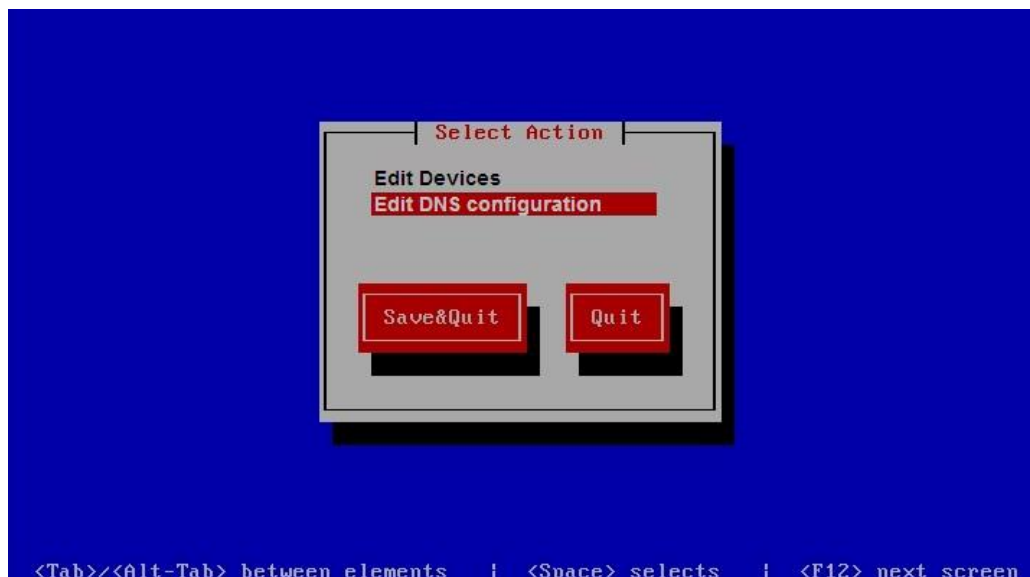 Select Action
Edit Devices
Edit DNS configuration
Save&Quit Quit
<Tab>/<Alt-Tab> between elements | <Space> selects | <F12> next screen